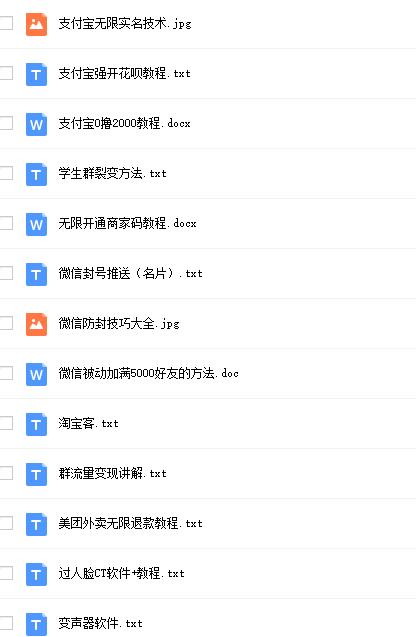 支付宝无限实名技术.jpg
支付宝强开花呗教程.txt
支付宝0撸2000教程.docx
学生群裂变方法.txt
无限开通商家码教程.docx
微信封号推送（名片）.txt
微信防封技巧大全.jpg
微信被动加满5000好友的方法.doc
淘宝客.txt
群流量变现讲解.txt
美团外卖无限退款教程.txt
过人脸CT软件+教程.txt
变声器软件.txt